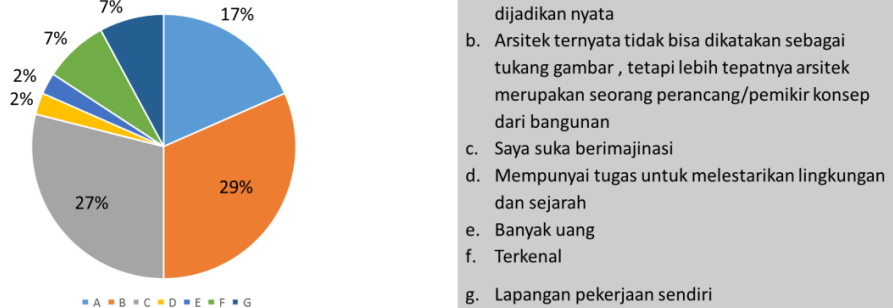 7%
17%
7%
2%
2%
27%
29%
A B C D E F G
dijadikan nyata
b. Arsitek ternyata tidak bisa dikatakan sebagai
tukang gambar , tetapi lebih tepatnya arsitek
merupakan seorang perancang/pemikir konsep
dari bangunan
c. Saya suka berimajinasi
d. Mempunyai tugas untuk melestarikan lingkungan
dan sejarah
e. Banyak uang
f. Terkenal
g. Lapangan pekerjaan sendiri